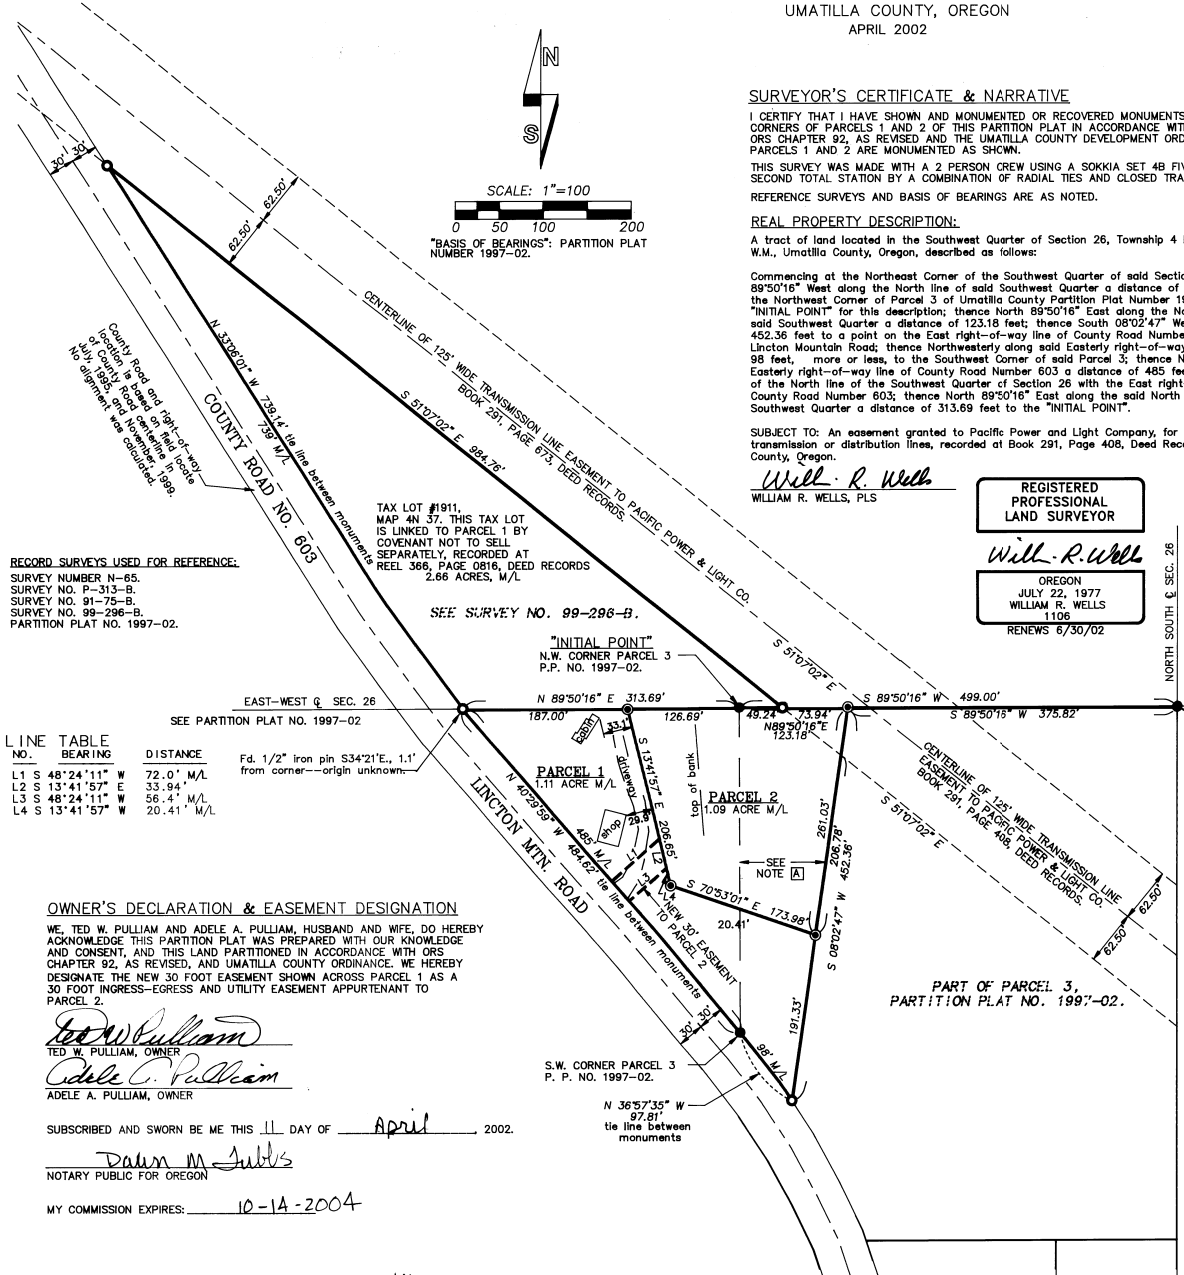 UMATILLA COUNTY, OREGON
APRIL 2002
N
S
SCALE: 1"=100
0 50 100 200
"BASIS OF BEARINGS": PARTITION PLAT
NUMBER 1997-02.
SURVEYOR'S CERTIFICATE & NARRATIVE
I CERTIFY THAT I HAVE SHOWN AND MONUMENTED OR RECOVERED MONUMENTS
CORNERS OF PARCELS 1 AND 2 OF THIS PARTITION PLAT IN ACCORDANCE WIT
ORS CHAPTER 92, AS REVISED AND THE UMATILLA COUNTY DEVELOPMENT ORD
PARCELS 1 AND 2 ARE MONUMENTED AS SHOWN.
THIS SURVEY WAS MADE WITH A 2 PERSON CREW USING A SOKKIA SET 4B FIV
SECOND TOTAL STATION BY A COMBINATION OF RADIAL TIES AND CLOSED TRA
REFERENCE SURVEYS AND BASIS OF BEARINGS ARE AS NOTED.
REAL PROPERTY DESCRIPTION:
A tract of land located in the Southwest Quarter of Section 26, Township 4
W.M., Umatilla County, Oregon, described as follows:
Commencing at the Northeast Corner of the Southwest Quarter of said Sectio
89°50'16" West along the North line of said Southwest Quarter a distance of
the Northwest Corner of Parcel 3 of Umatilla County Partition Plat Number 19
"INITIAL POINT" for this description; thence North 89°50'16" East along the No
said Southwest Quarter a distance of 123.18 feet; thence South 08°02'47" We
452.36 feet to a point on the East right-of-way line of County Road Numbe
Lincton Mountain Road; thence Northwesterly along said Easterly right-of-way
98 feet, more or less, to the Southwest Corner of said Parcel 3; thence N
Easterly right-of-way line of County Road Number 603 a distance of 485 fee
of the North line of the Southwest Quarter of Section 26 with the East right-
County Road Number 603; thence North 89°50'16" East along the said North
Southwest Quarter a distance of 313.69 feet to the "INITIAL POINT".
SUBJECT TO: An easement granted to Pacific Power and Light Company, for
transmission or distribution lines, recorded at Book 291, Page 408, Deed Reco
County, Oregon.
Will. R. Wells
WILLIAM R. WELLS, PLS
REGISTERED
PROFESSIONAL
LAND SURVEYOR
Will. R. Wells
OREGON
JULY 22, 1977
WILLIAM R. WELLS
1106
RENEWS 6/30/02
NORTH SOUTH ℄ SEC. 26
30' 30'
62.50'
62.50'
CENTERLINE OF 125' WIDE TRANSMISSION LINE EASEMENT TO PACIFIC POWER & LIGHT CO.
BOOK 291, PAGE 673, DEED RECORDS.
S 51°07'02" E 984.76'
N 33°06'01" W 739.14' tie line between monuments
739' M/L
COUNTY ROAD NO. 603
County Road and right-of-way
location is based on field locate
of County Road centerline in
July, 1995, and November, 1999.
No alignment was calculated.
TAX LOT #1911,
MAP 4N 37. THIS TAX LOT
IS LINKED TO PARCEL 1 BY
COVENANT NOT TO SELL
SEPARATELY, RECORDED AT
REEL 366, PAGE 0816, DEED RECORDS
2.66 ACRES, M/L
SEE SURVEY NO. 99-296-B.
RECORD SURVEYS USED FOR REFERENCE:
SURVEY NUMBER N-65.
SURVEY NO. P-313-B.
SURVEY NO. 91-75-B.
SURVEY NO. 99-296-B.
PARTITION PLAT NO. 1997-02.
"INITIAL POINT"
N.W. CORNER PARCEL 3
P.P. NO. 1997-02.
S 51°07'02" E
EAST-WEST ℄ SEC. 26
SEE PARTITION PLAT NO. 1997-02
N 89°50'16" E 313.69'
187.00' 126.69'
49.24' 73.94'
N89°50'16"E
123.18'
S 89°50'16" W 499.00'
S 89°50'16" W 375.82'
Fd. 1/2" iron pin S34°21'E., 1.1'
from corner--origin unknown.
LINE TABLE
NO. BEARING DISTANCE
L1 S 48°24'11" W 72.0' M/L
L2 S 13°41'57" E 33.94'
L3 S 48°24'11" W 56.4' M/L
L4 S 13°41'57" W 20.41' M/L
cabin
33.1'
driveway
PARCEL 1
1.11 ACRE M/L
S 13°41'57" E 206.65'
top of bank
PARCEL 2
1.09 ACRE M/L
shop
29.9'
L1
L2
L3
L4
N 40°29'59" W 484.62' tie line between monuments
485' M/L
LINCTON MTN. ROAD
SEE
NOTE A
261.03'
206.78'
S 08°02'47" W 452.36'
S 70°53'01" E 173.98'
20.41'
NEW 30' EASEMENT
TO PARCEL 2
191.33'
CENTERLINE OF 125' WIDE TRANSMISSION LINE
EASEMENT TO PACIFIC POWER & LIGHT CO.
BOOK 291, PAGE 408, DEED RECORDS.
S 51°07'02" E
62.50'
62.50'
PART OF PARCEL 3,
PARTITION PLAT NO. 1997-02.
30' 30'
98' M/L
S.W. CORNER PARCEL 3
P. P. NO. 1997-02.
N 36°57'35" W
97.81'
tie line between
monuments
OWNER'S DECLARATION & EASEMENT DESIGNATION
WE, TED W. PULLIAM AND ADELE A. PULLIAM, HUSBAND AND WIFE, DO HEREBY
ACKNOWLEDGE THIS PARTITION PLAT WAS PREPARED WITH OUR KNOWLEDGE
AND CONSENT, AND THIS LAND PARTITIONED IN ACCORDANCE WITH ORS
CHAPTER 92, AS REVISED, AND UMATILLA COUNTY ORDINANCE. WE HEREBY
DESIGNATE THE NEW 30 FOOT EASEMENT SHOWN ACROSS PARCEL 1 AS A
30 FOOT INGRESS-EGRESS AND UTILITY EASEMENT APPURTENANT TO
PARCEL 2.
Ted W Pulliam
TED W. PULLIAM, OWNER
Adele A. Pulliam
ADELE A. PULLIAM, OWNER
SUBSCRIBED AND SWORN BE ME THIS 11 DAY OF April, 2002.
Dawn M Tubbs
NOTARY PUBLIC FOR OREGON
MY COMMISSION EXPIRES: 10-14-2004